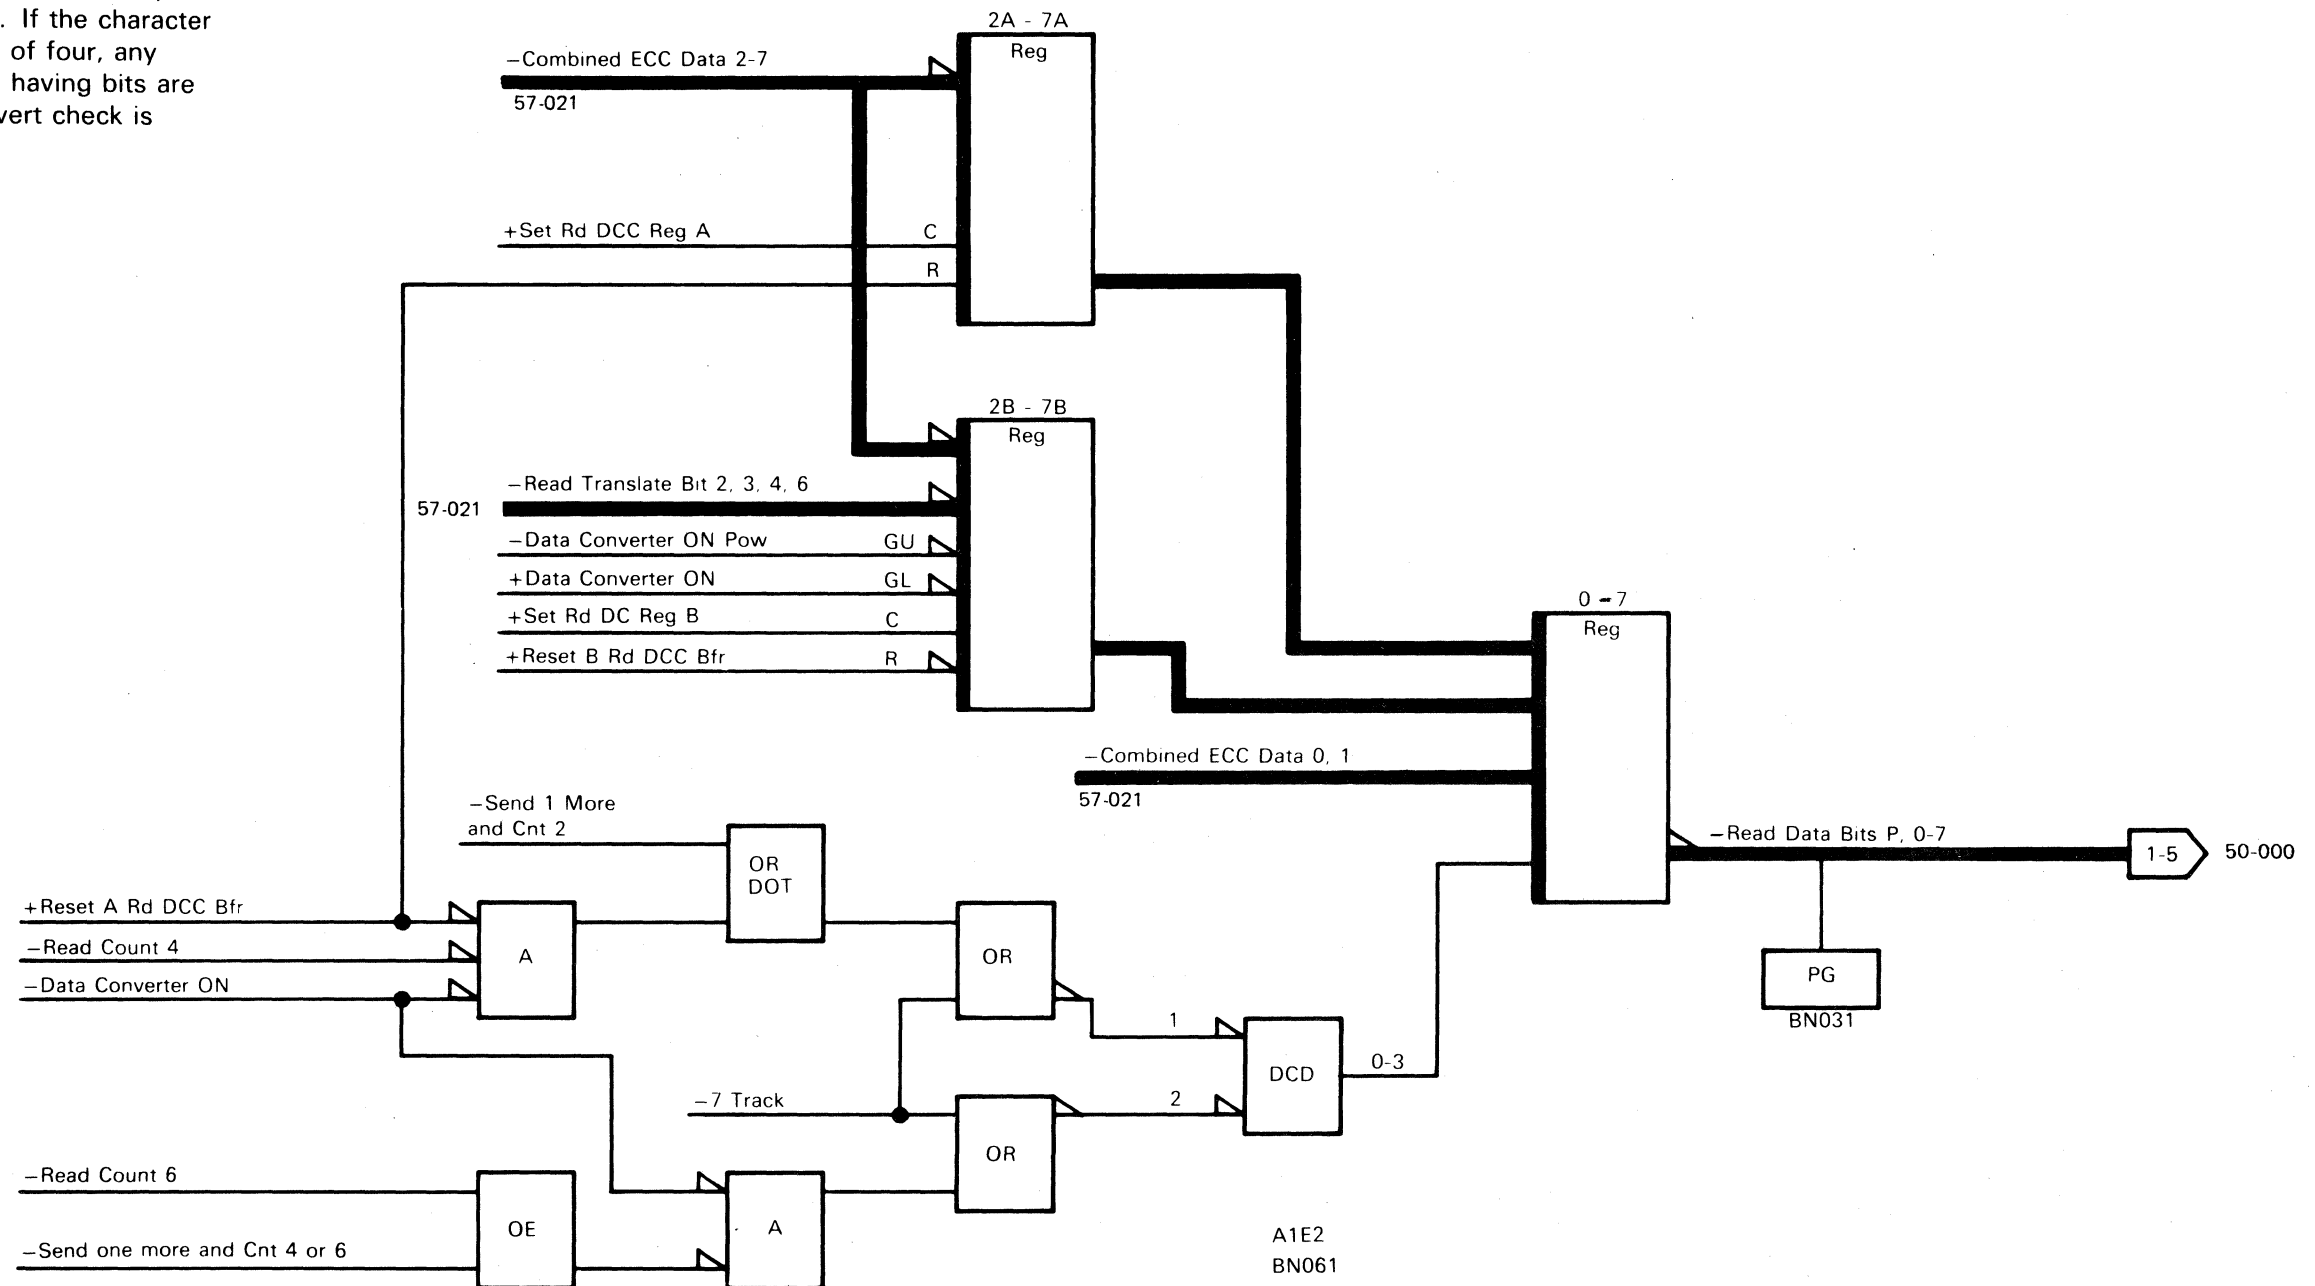 . If the character
of four, any
having bits are
vert check is
2A - 7A
Reg
−Combined ECC Data 2-7
57-021
+Set Rd DCC Reg A
C
R
2B - 7B
Reg
−Read Translate Bit 2, 3, 4, 6
57-021
−Data Converter ON Pow
GU
+Data Converter ON
GL
+Set Rd DC Reg B
C
+Reset B Rd DCC Bfr
R
0 - 7
Reg
−Combined ECC Data 0, 1
57-021
−Send 1 More
and Cnt 2
OR
DOT
−Read Data Bits P, 0-7
1-5
50-000
+Reset A Rd DCC Bfr
−Read Count 4
−Data Converter ON
A
OR
PG
BN031
1
DCD
0-3
−7 Track
2
OR
−Read Count 6
OE
A
−Send one more and Cnt 4 or 6
A1E2
BN061